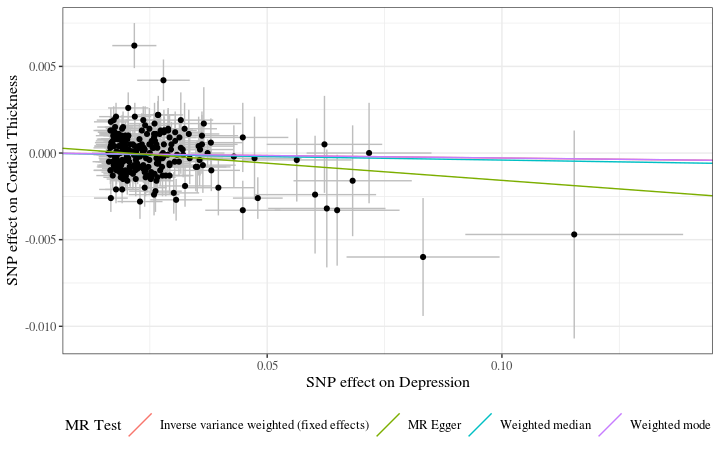 SNP effect on Cortical Thickness
0.005
0.000
-0.005
-0.010
0.05 0.10
SNP effect on Depression
MR Test Inverse variance weighted (fixed effects) MR Egger Weighted median Weighted mode